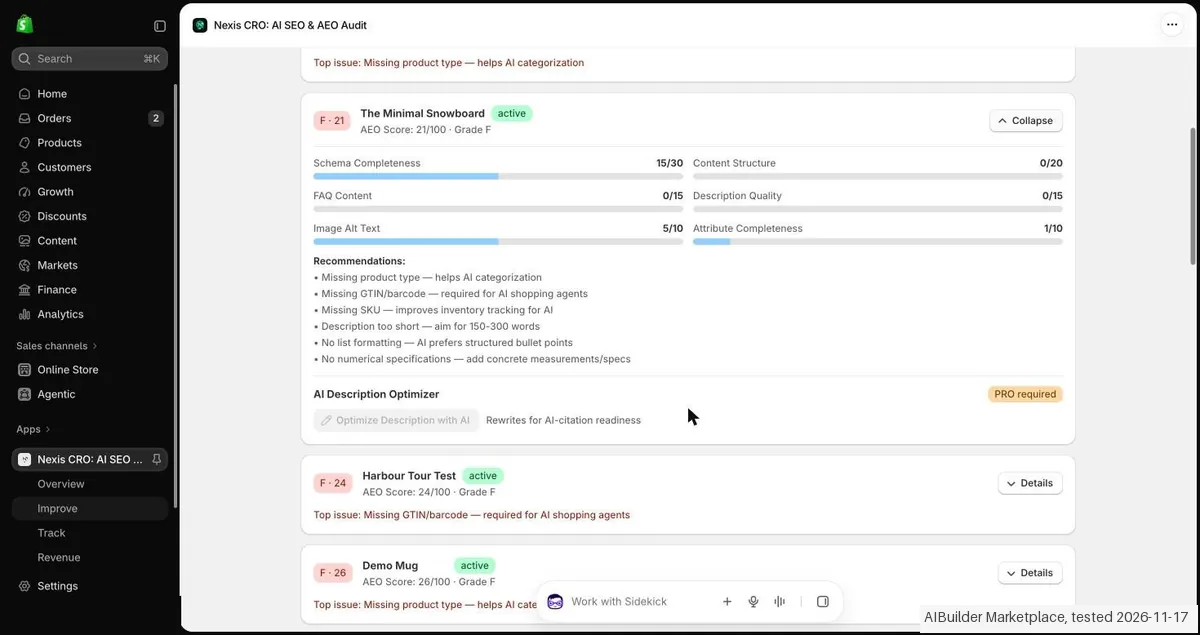 Nexis CRO: AI SEO & AEO Audit
Search ⌘K
Home
Orders 2
Products
Customers
Growth
Discounts
Content
Markets
Finance
Analytics
Sales channels
Online Store
Agentic
Apps
Nexis CRO: AI SEO ...
Overview
Improve
Track
Revenue
Settings
Top issue: Missing product type — helps AI categorization
F · 21
The Minimal Snowboard active
AEO Score: 21/100 · Grade F
Collapse
Schema Completeness 15/30
Content Structure 0/20
FAQ Content 0/15
Description Quality 0/15
Image Alt Text 5/10
Attribute Completeness 1/10
Recommendations:
• Missing product type — helps AI categorization
• Missing GTIN/barcode — required for AI shopping agents
• Missing SKU — improves inventory tracking for AI
• Description too short — aim for 150-300 words
• No list formatting — AI prefers structured bullet points
• No numerical specifications — add concrete measurements/specs
AI Description Optimizer
PRO required
Optimize Description with AI
Rewrites for AI-citation readiness
F · 24
Harbour Tour Test active
AEO Score: 24/100 · Grade F
Details
Top issue: Missing GTIN/barcode — required for AI shopping agents
F · 26
Demo Mug active
AEO Score: 26/100 · Grade F
Details
Top issue: Missing product type — helps AI cate
Work with Sidekick
AIBuilder Marketplace, tested 2026-11-17